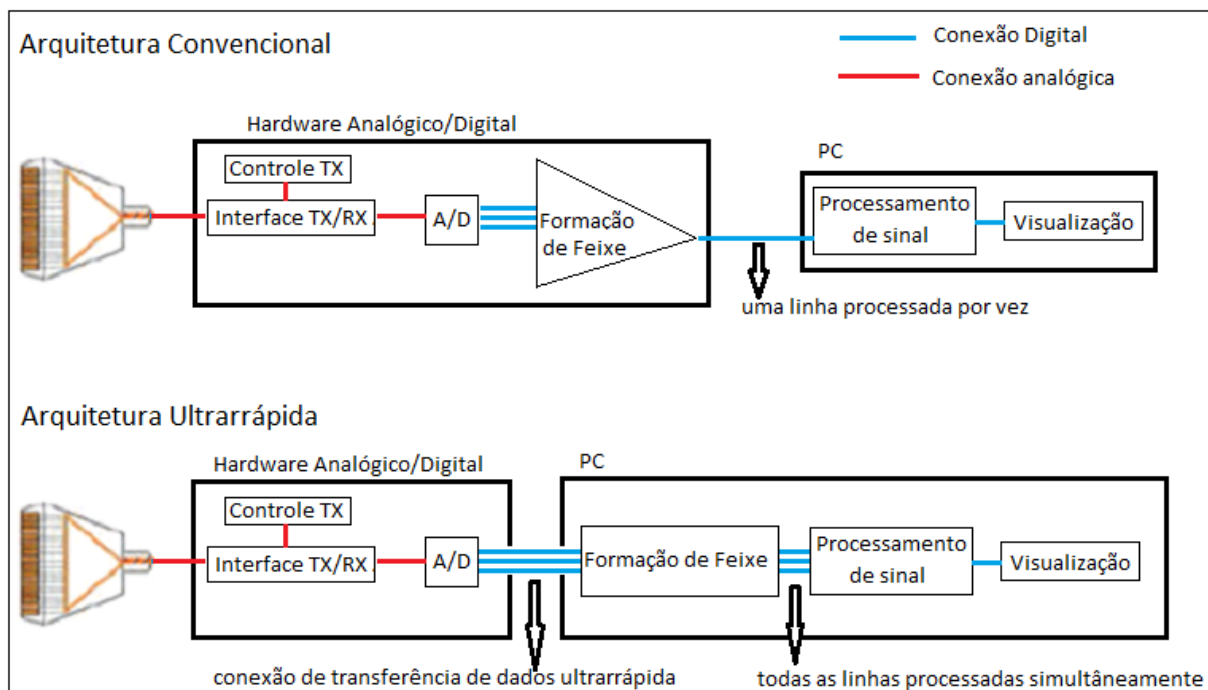 Arquitetura Convencional
Conexão Digital
Conexão analógica
Hardware Analógico/Digital
PC
Controle TX
Interface TX/RX
A/D
Formação
de Feixe
Processamento
de sinal
Visualização
uma linha processada por vez
Arquitetura Ultrarrápida
Hardware Analógico/Digital
PC
Controle TX
Interface TX/RX
A/D
Formação de Feixe
Processamento
de sinal
Visualização
conexão de transferência de dados ultrarrápida
todas as linhas processadas simultâneamente